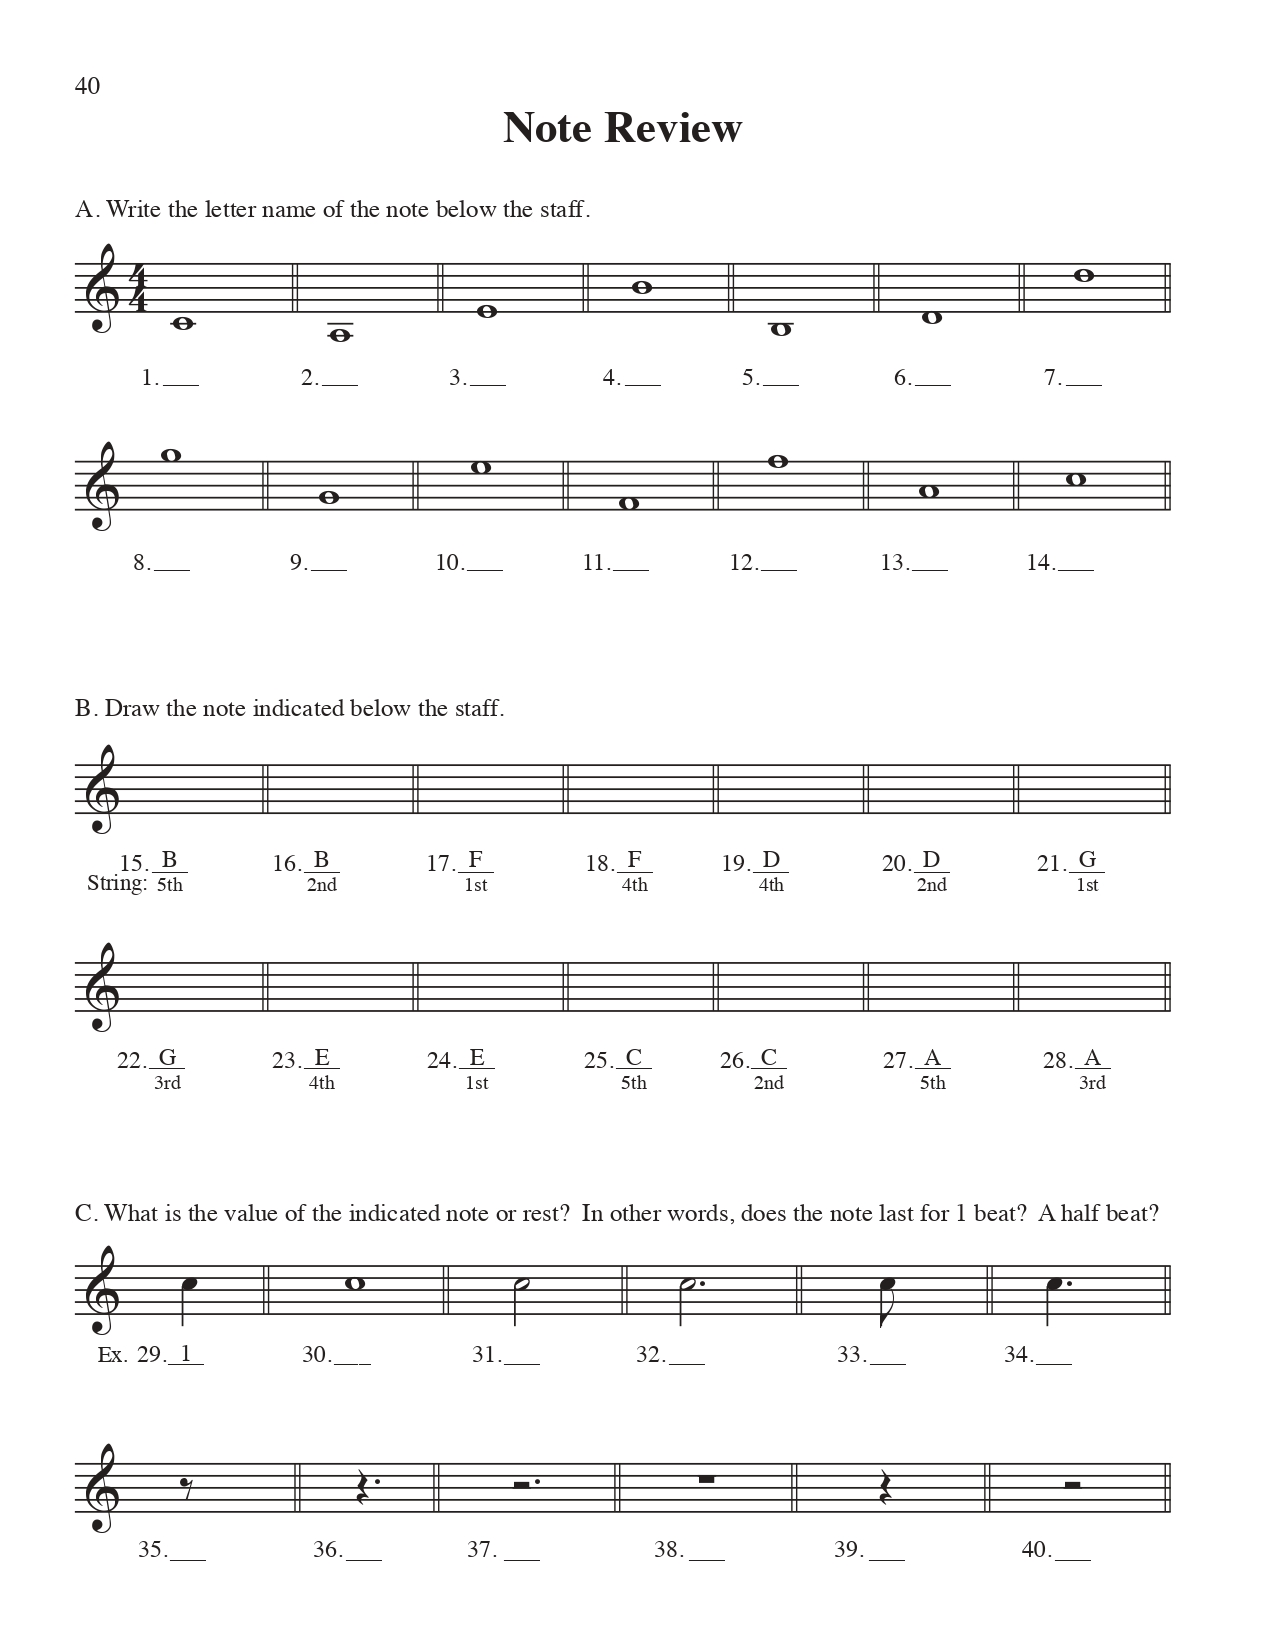 40
Note Review
A. Write the letter name of the note below the staff.
4
4
1.___ 2.___ 3.___ 4.___ 5.___ 6.___ 7.___
8.___ 9.___ 10.___ 11.___ 12.___ 13.___ 14.___
B. Draw the note indicated below the staff.
15. B 16. B 17. F 18. F 19. D 20. D 21. G
String: 5th 2nd 1st 4th 4th 2nd 1st
22. G 23. E 24. E 25. C 26. C 27. A 28. A
3rd 4th 1st 5th 2nd 5th 3rd
C. What is the value of the indicated note or rest? In other words, does the note last for 1 beat? A half beat?
Ex. 29. 1 30.___ 31.___ 32.___ 33.___ 34.___
35.___ 36.___ 37. ___ 38. ___ 39. ___ 40.___